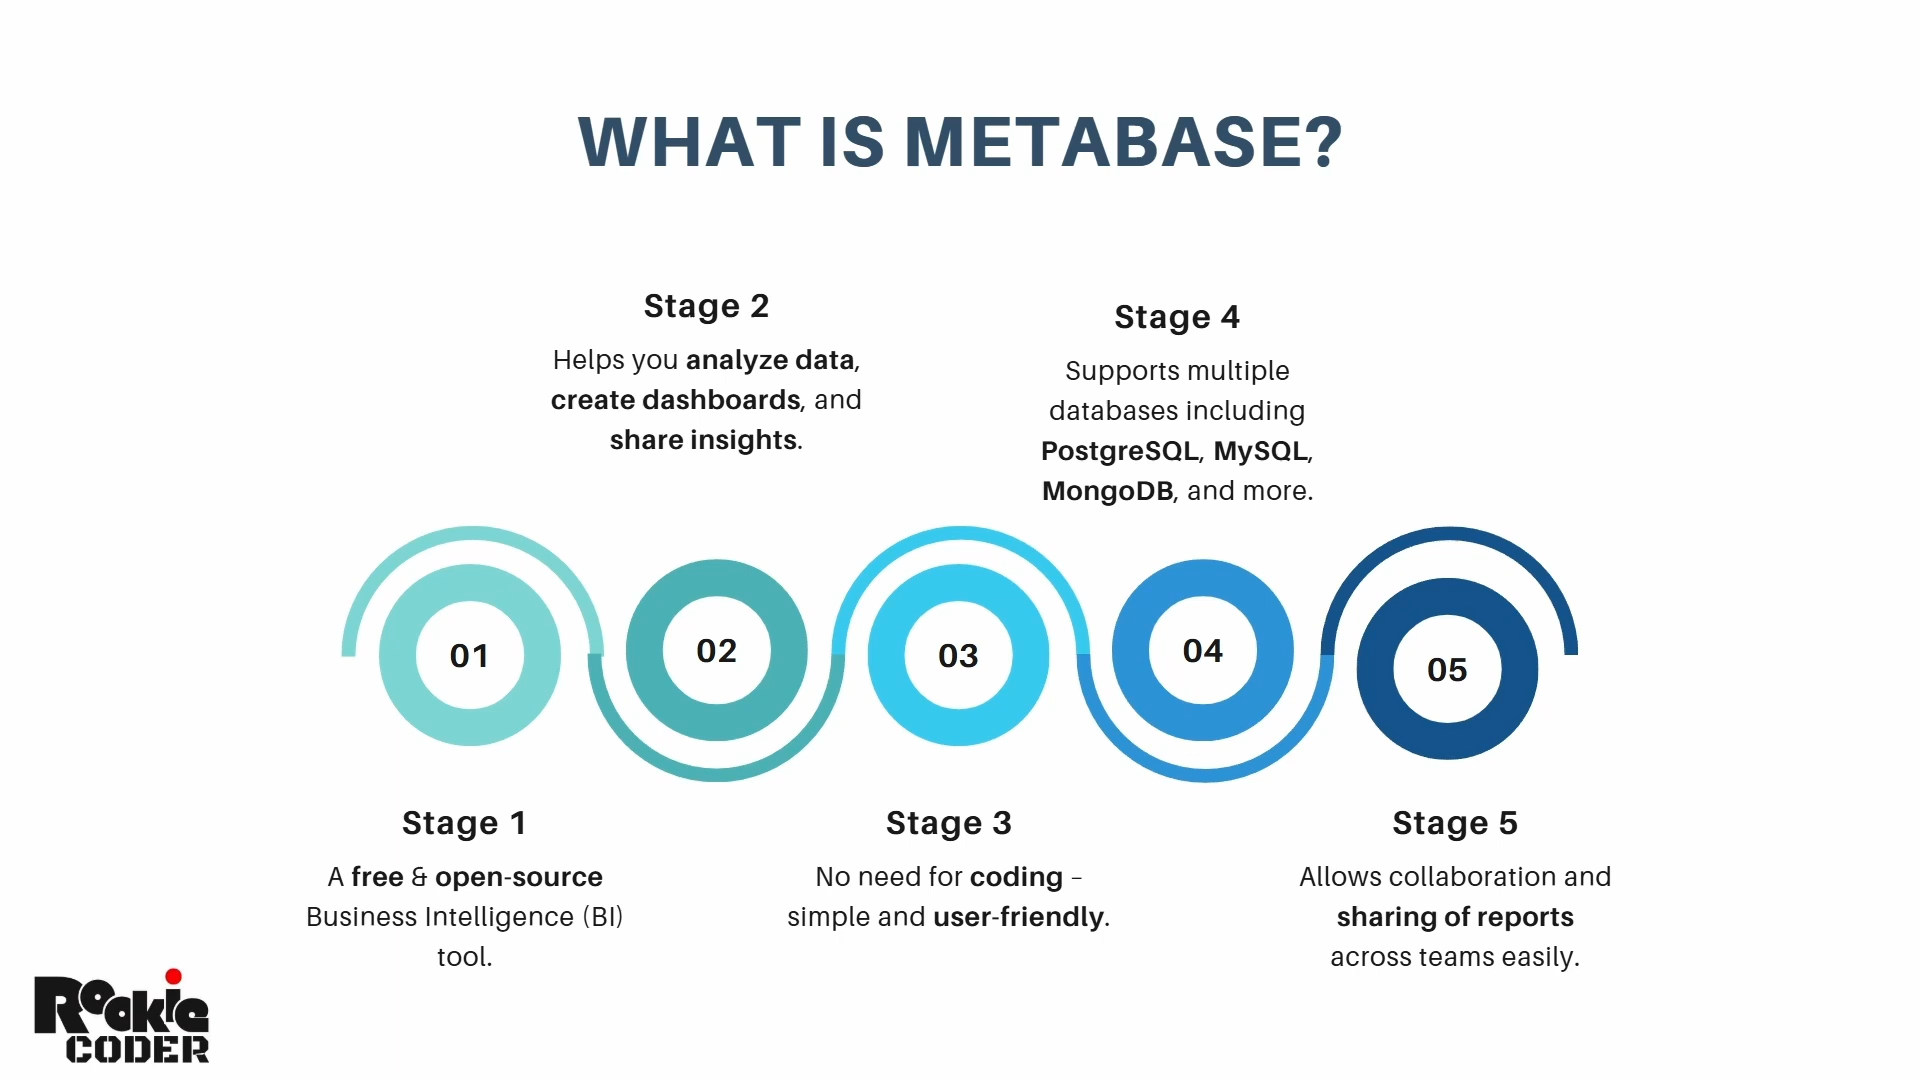 WHAT IS METABASE?
Stage 2
Helps you analyze data,
create dashboards, and
share insights.
Stage 4
Supports multiple
databases including
PostgreSQL, MySQL,
MongoDB, and more.
01
02
03
04
05
Stage 1
A free & open-source
Business Intelligence (BI)
tool.
Stage 3
No need for coding –
simple and user-friendly.
Stage 5
Allows collaboration and
sharing of reports
across teams easily.
Rookie
CODER